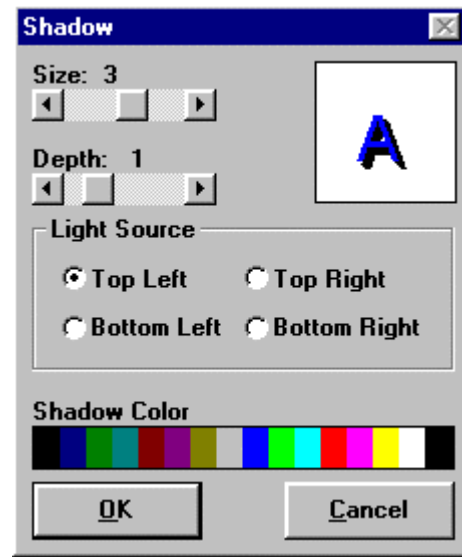 Shadow
Size: 3
A
Depth: 1
Light Source
Top Left Top Right
Bottom Left Bottom Right
Shadow Color
OK Cancel